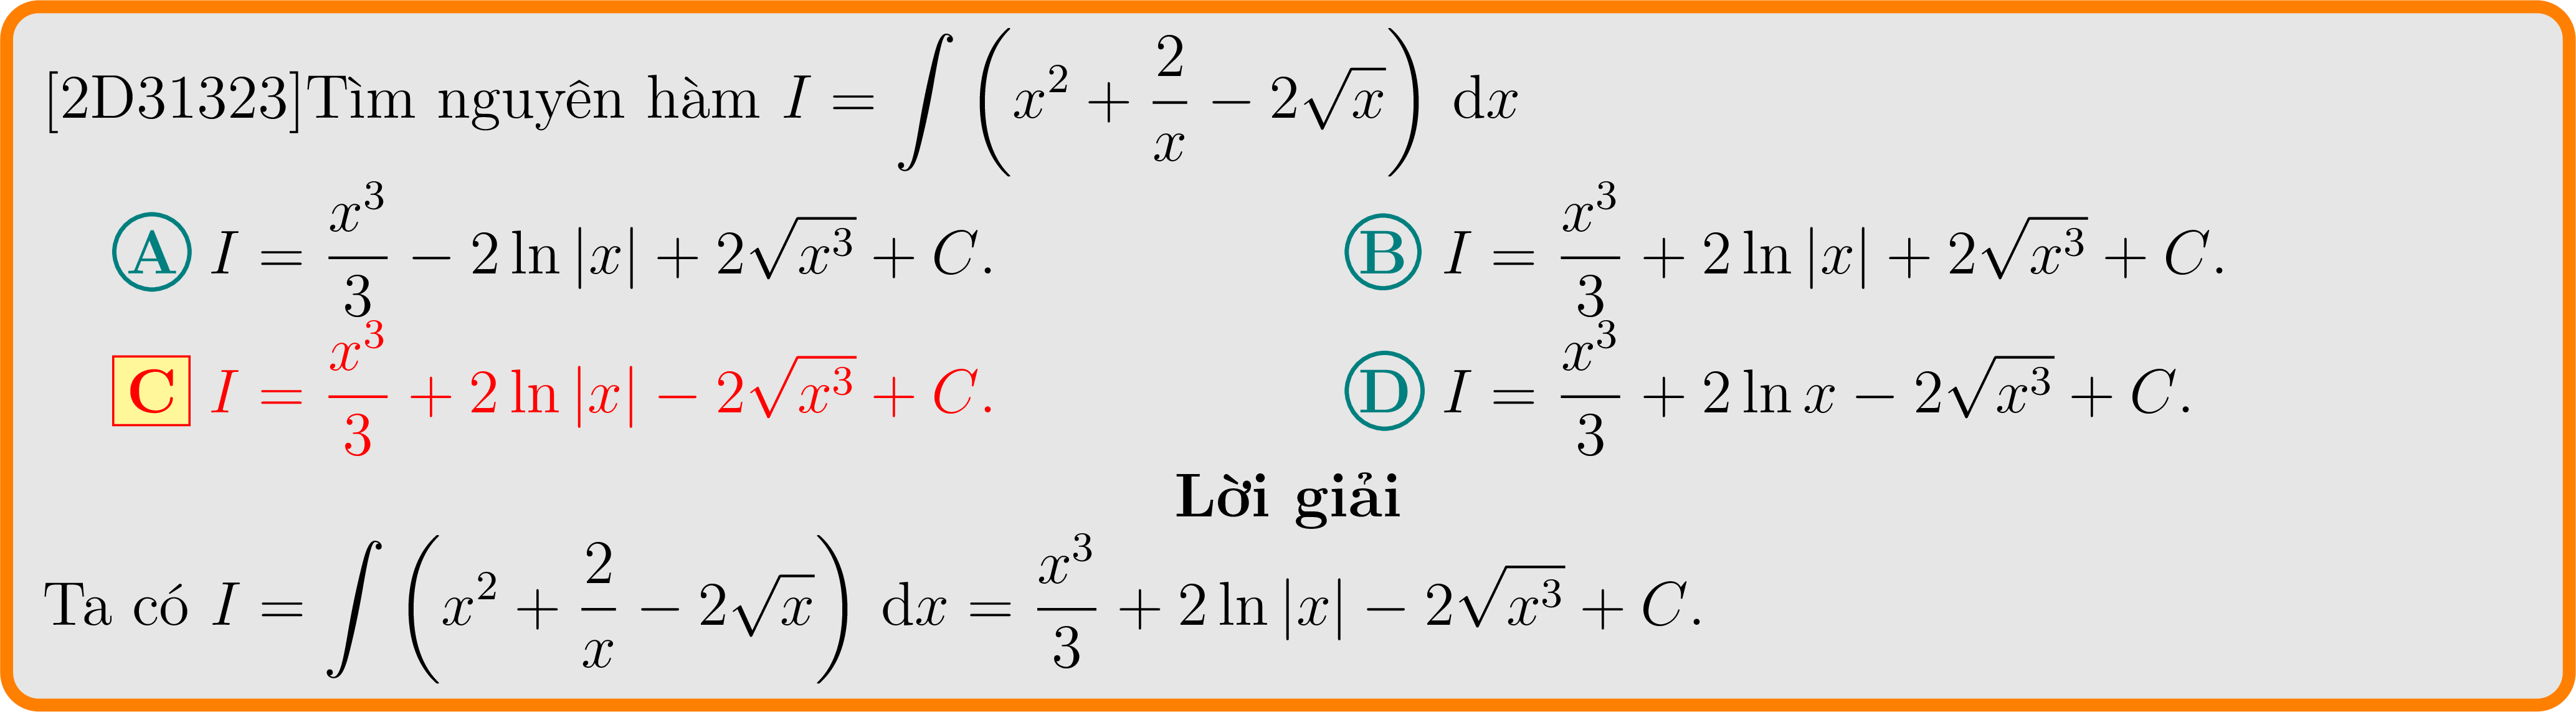 [2D31323]Tìm nguyên hàm $I = \int \left(x^2 + \frac{2}{x} - 2\sqrt{x}\right) \mathrm{d}x$
A $I = \frac{x^3}{3} - 2\ln|x| + 2\sqrt{x^3} + C.$ B $I = \frac{x^3}{3} + 2\ln|x| + 2\sqrt{x^3} + C.$
C $I = \frac{x^3}{3} + 2\ln|x| - 2\sqrt{x^3} + C.$ D $I = \frac{x^3}{3} + 2\ln x - 2\sqrt{x^3} + C.$
Lời giải
Ta có $I = \int \left(x^2 + \frac{2}{x} - 2\sqrt{x}\right) \mathrm{d}x = \frac{x^3}{3} + 2\ln|x| - 2\sqrt{x^3} + C.$